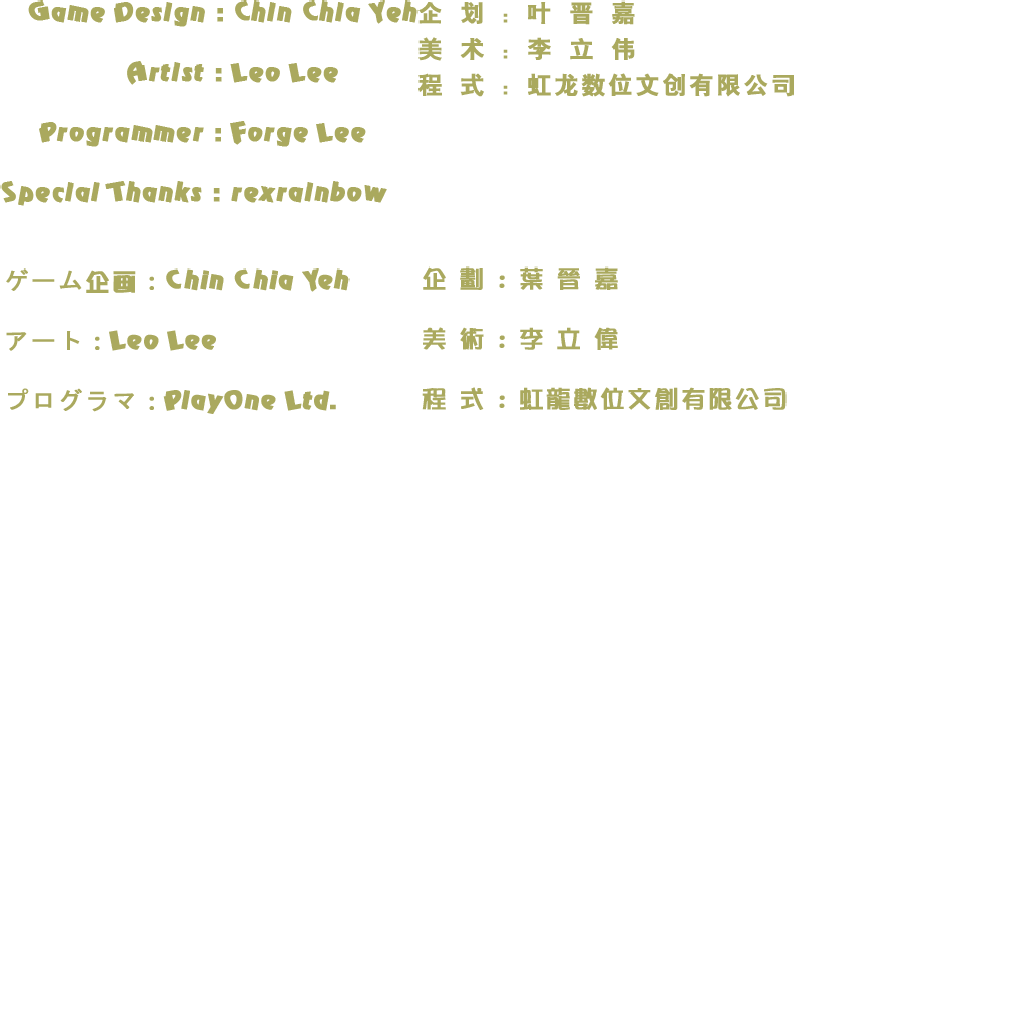 Game Design : Chin Chia Yeh
Artist : Leo Lee
Programmer : Forge Lee
Special Thanks : rexrainbow
企 划 : 叶 晋 嘉
美 术 : 李 立 伟
程 式 : 虹龙数位文创有限公司
ゲーム企画 : Chin Chia Yeh
アート : Leo Lee
プログラマ : PlayOne Ltd.
企 劃 : 葉 晉 嘉
美 術 : 李 立 偉
程 式 : 虹龍數位文創有限公司